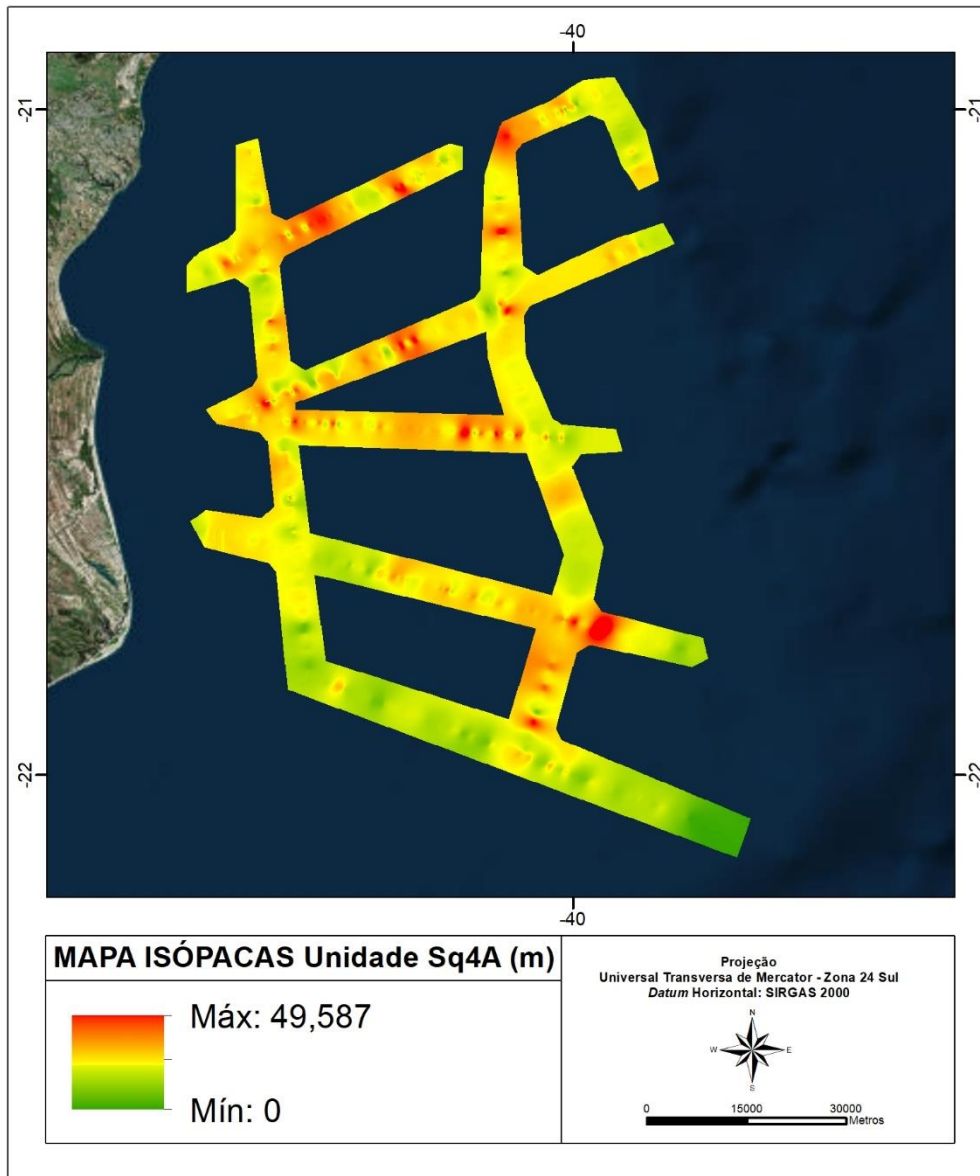 -40
-21
-21
-22
-22
-40
MAPA ISÓPACAS Unidade Sq4A (m)
Máx: 49,587
Mín: 0
Projeção
Universal Transversa de Mercator - Zona 24 Sul
Datum Horizontal: SIRGAS 2000
N
W
E
S
0 15000 30000
Metros